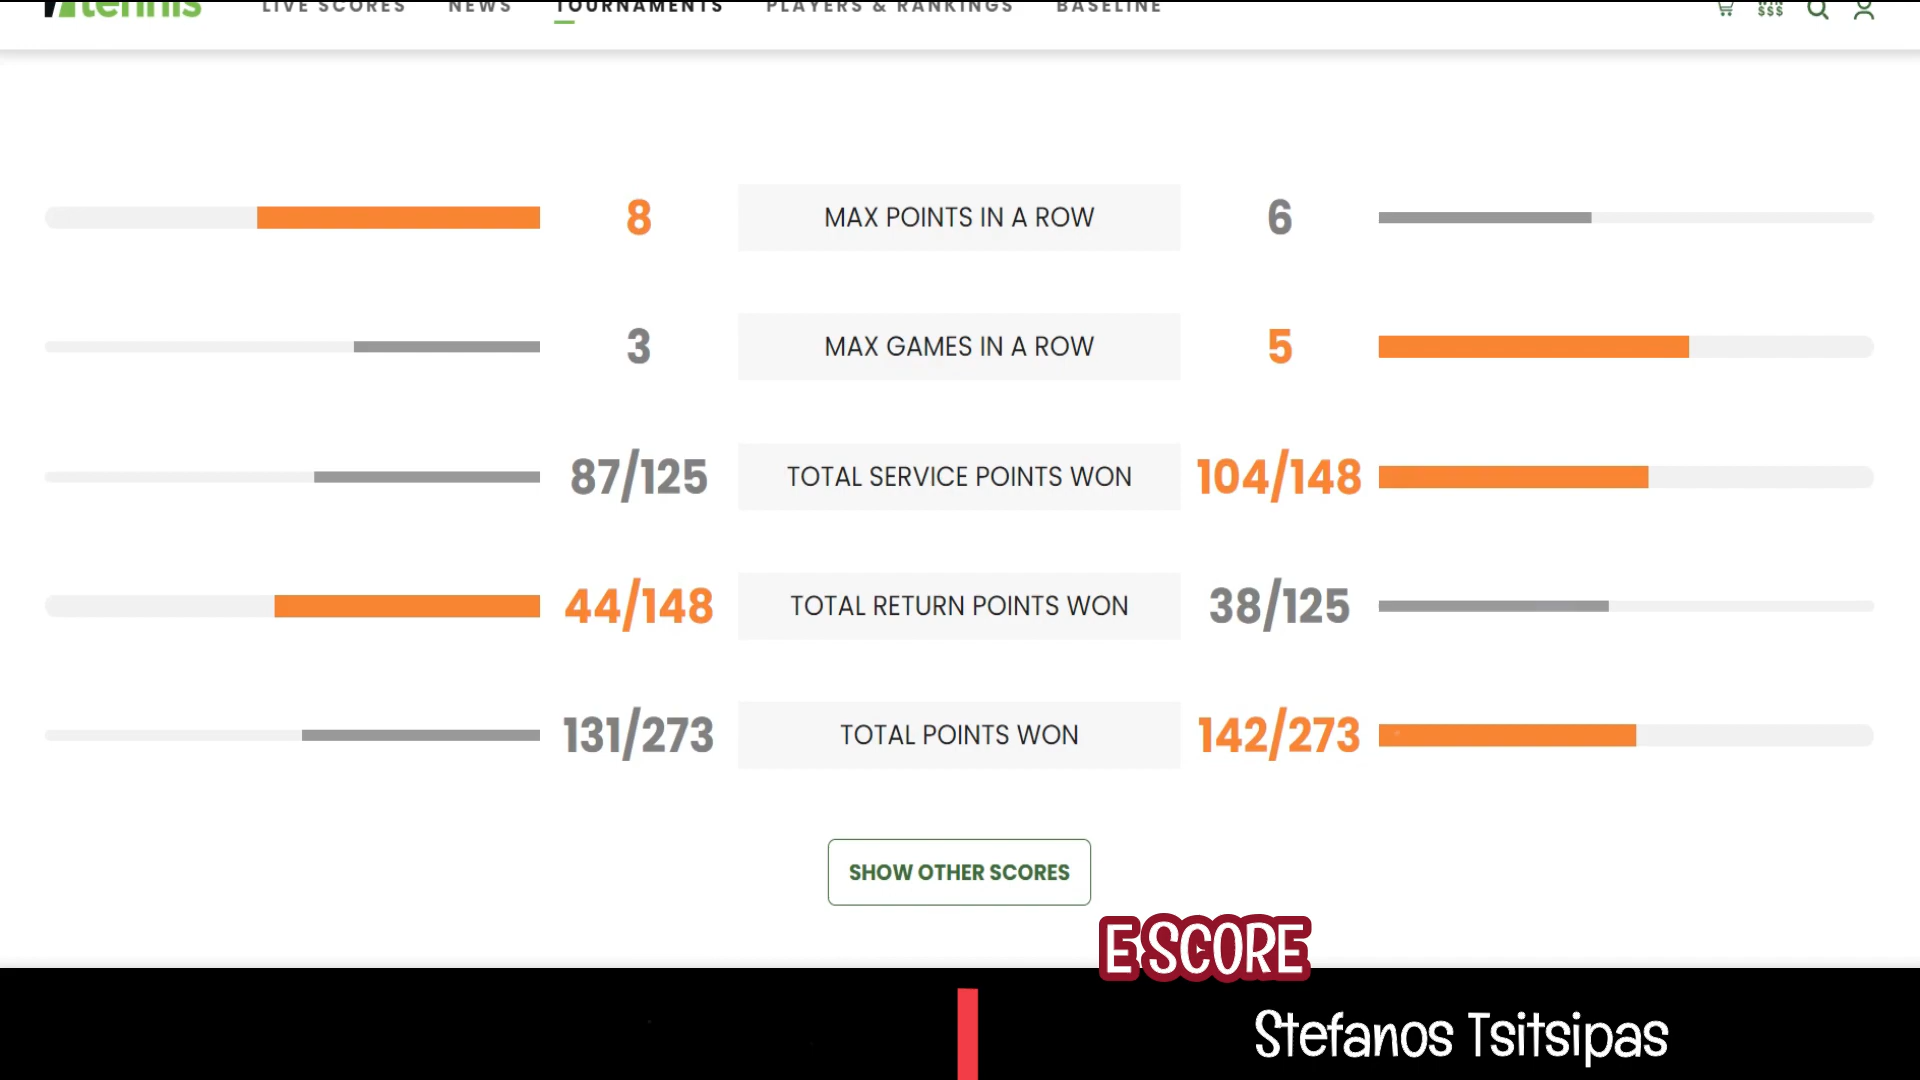 tennis LIVE SCORES NEWS TOURNAMENTS PLAYERS & RANKINGS BASELINE $$$
8 MAX POINTS IN A ROW 6
3 MAX GAMES IN A ROW 5
87/125 TOTAL SERVICE POINTS WON 104/148
44/148 TOTAL RETURN POINTS WON 38/125
131/273 TOTAL POINTS WON 142/273
SHOW OTHER SCORES
E SCORE
Stefanos Tsitsipas